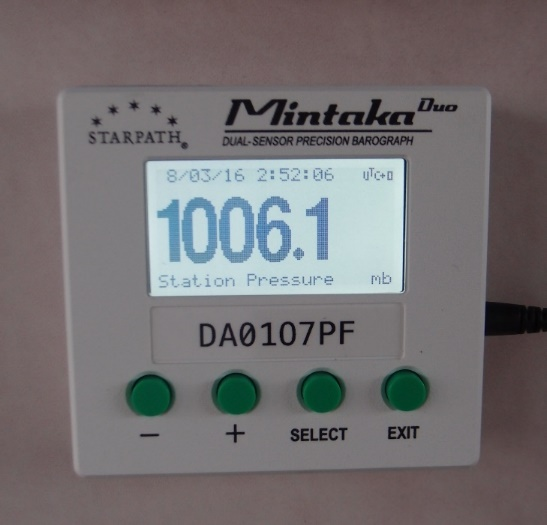 STARPATH®
Mintaka Duo
DUAL-SENSOR PRECISION BAROGRAPH
8/03/16 2:52:06 UTC+0
1006.1
Station Pressure mb
DA0107PF
− + SELECT EXIT